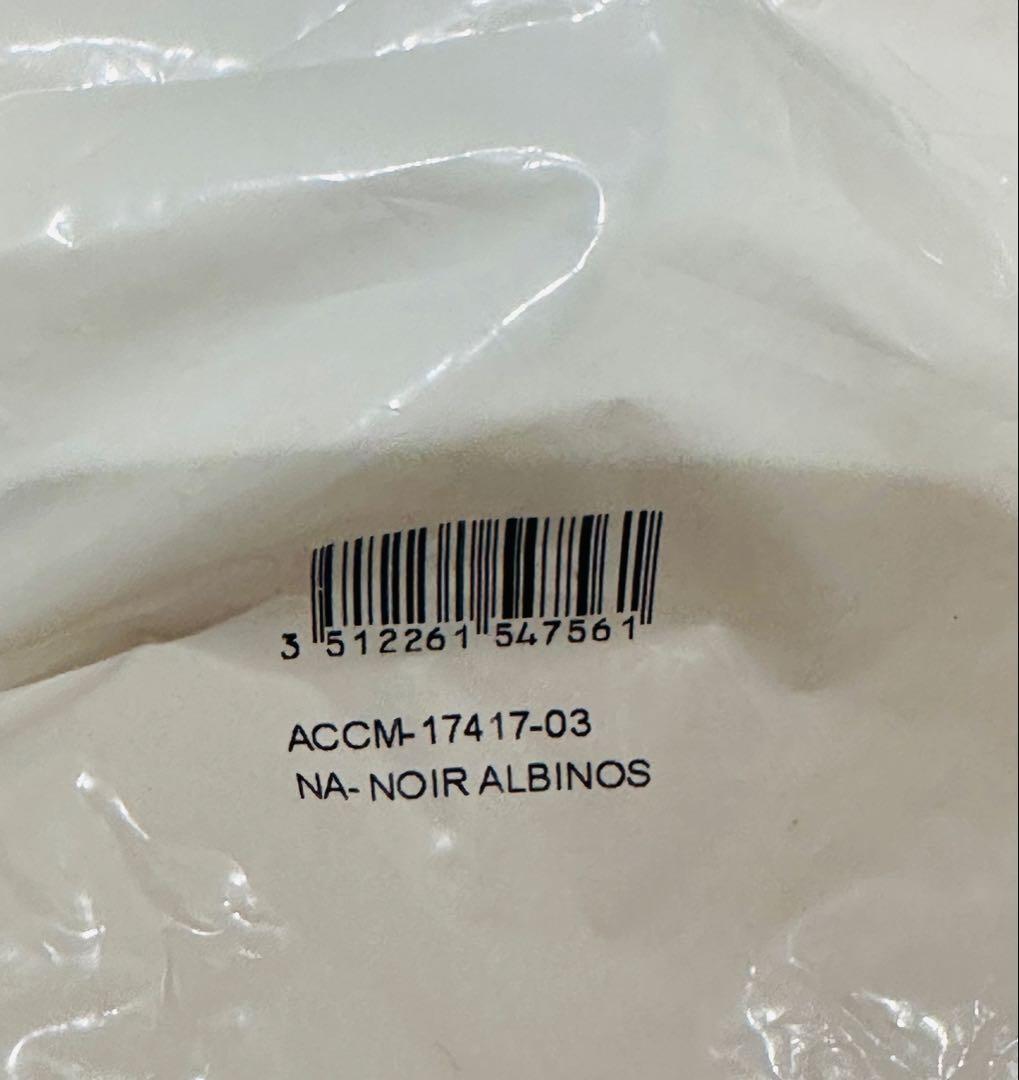 3 512261 547561
ACCM-17417-03
NA- NOIR ALBINOS